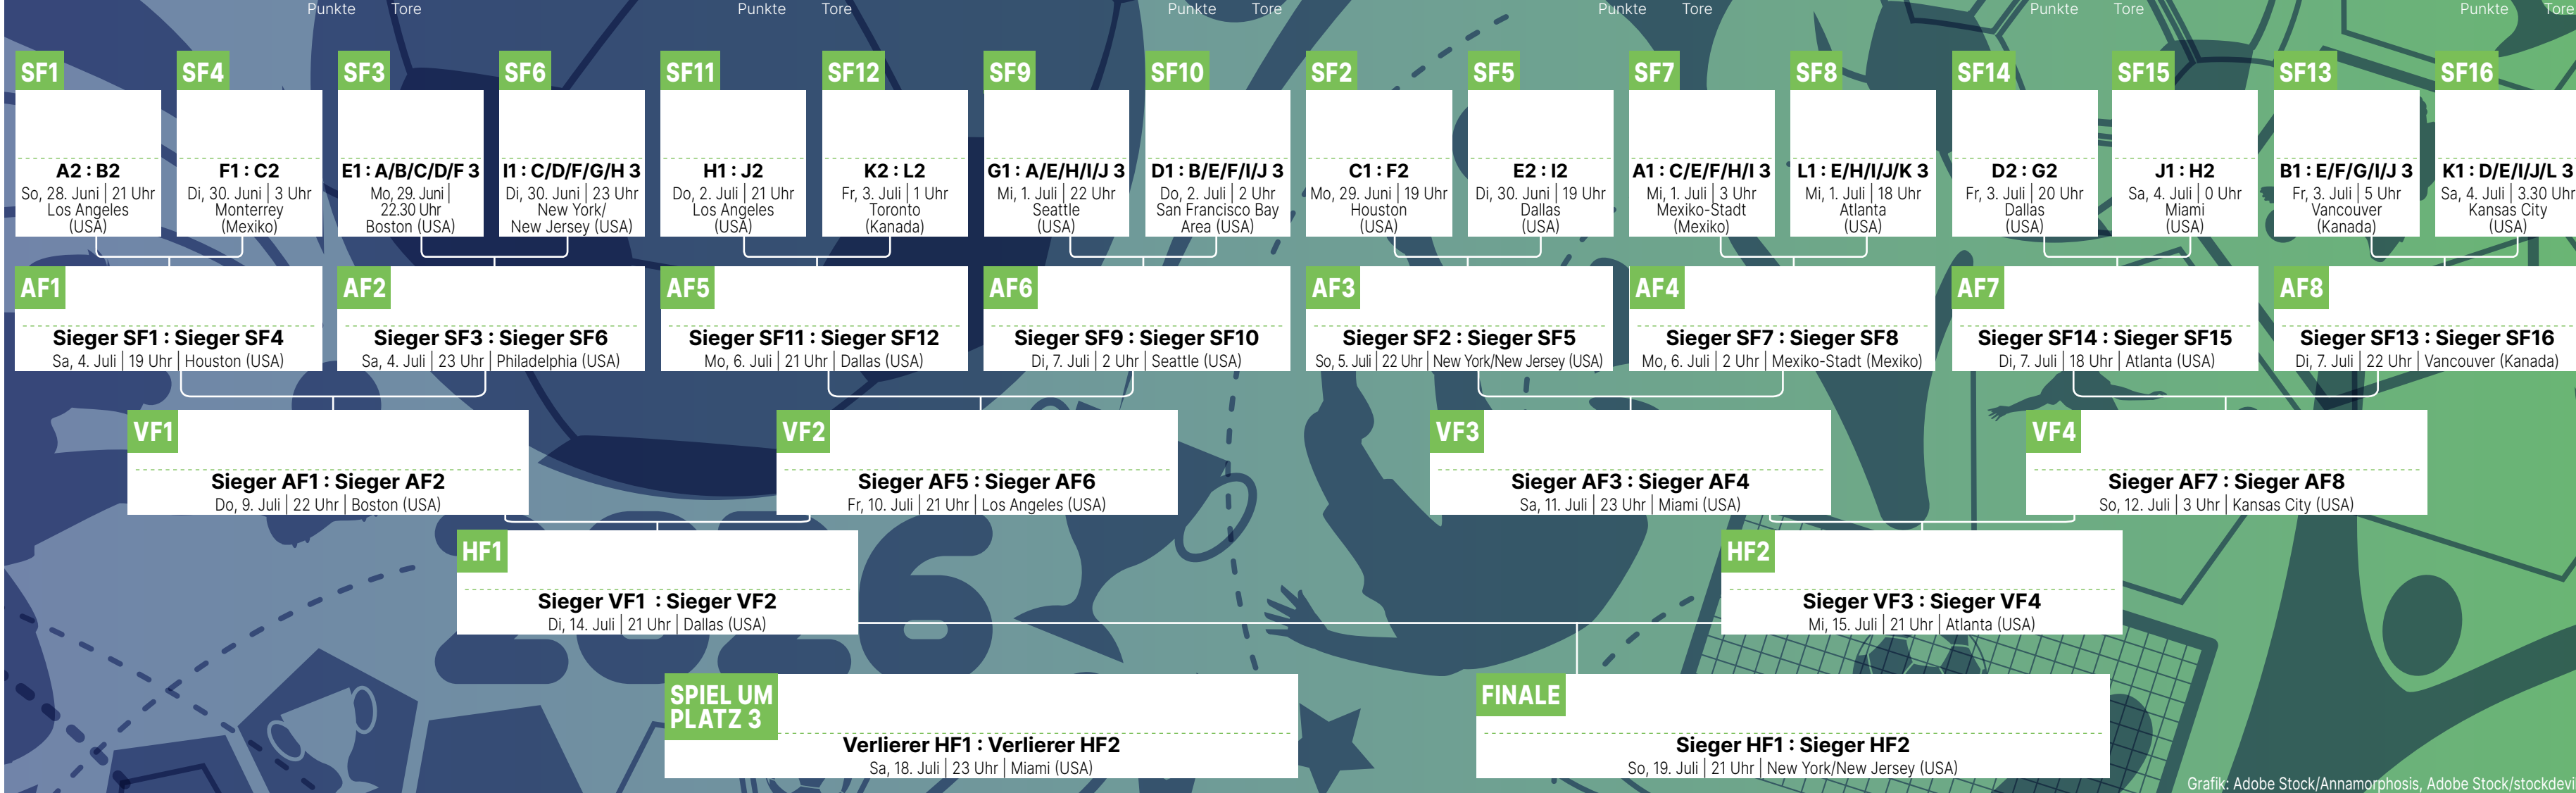 Punkte Tore Punkte Tore Punkte Tore Punkte Tore Punkte Tore Punkte Tore
SF1
A2 : B2
So, 28. Juni | 21 Uhr
Los Angeles
(USA)
SF4
F1 : C2
Di, 30. Juni | 3 Uhr
Monterrey
(Mexiko)
SF3
E1 : A/B/C/D/F 3
Mo, 29. Juni |
22.30 Uhr
Boston (USA)
SF6
I1 : C/D/F/G/H 3
Di, 30. Juni | 23 Uhr
New York/
New Jersey (USA)
SF11
H1 : J2
Do, 2. Juli | 21 Uhr
Los Angeles
(USA)
SF12
K2 : L2
Fr, 3. Juli | 1 Uhr
Toronto
(Kanada)
SF9
G1 : A/E/H/I/J 3
Mi, 1. Juli | 22 Uhr
Seattle
(USA)
SF10
D1 : B/E/F/I/J 3
Do, 2. Juli | 2 Uhr
San Francisco Bay
Area (USA)
SF2
C1 : F2
Mo, 29. Juni | 19 Uhr
Houston
(USA)
SF5
E2 : I2
Di, 30. Juni | 19 Uhr
Dallas
(USA)
SF7
A1 : C/E/F/H/I 3
Mi, 1. Juli | 3 Uhr
Mexiko-Stadt
(Mexiko)
SF8
L1 : E/H/I/J/K 3
Mi, 1. Juli | 18 Uhr
Atlanta
(USA)
SF14
D2 : G2
Fr, 3. Juli | 20 Uhr
Dallas
(USA)
SF15
J1 : H2
Sa, 4. Juli | 0 Uhr
Miami
(USA)
SF13
B1 : E/F/G/I/J 3
Fr, 3. Juli | 5 Uhr
Vancouver
(Kanada)
SF16
K1 : D/E/I/J/L 3
Sa, 4. Juli | 3.30 Uhr
Kansas City
(USA)
AF1
Sieger SF1 : Sieger SF4
Sa, 4. Juli | 19 Uhr | Houston (USA)
AF2
Sieger SF3 : Sieger SF6
Sa, 4. Juli | 23 Uhr | Philadelphia (USA)
AF5
Sieger SF11 : Sieger SF12
Mo, 6. Juli | 21 Uhr | Dallas (USA)
AF6
Sieger SF9 : Sieger SF10
Di, 7. Juli | 2 Uhr | Seattle (USA)
AF3
Sieger SF2 : Sieger SF5
So, 5. Juli | 22 Uhr | New York/New Jersey (USA)
AF4
Sieger SF7 : Sieger SF8
Mo, 6. Juli | 2 Uhr | Mexiko-Stadt (Mexiko)
AF7
Sieger SF14 : Sieger SF15
Di, 7. Juli | 18 Uhr | Atlanta (USA)
AF8
Sieger SF13 : Sieger SF16
Di, 7. Juli | 22 Uhr | Vancouver (Kanada)
VF1
Sieger AF1 : Sieger AF2
Do, 9. Juli | 22 Uhr | Boston (USA)
VF2
Sieger AF5 : Sieger AF6
Fr, 10. Juli | 21 Uhr | Los Angeles (USA)
VF3
Sieger AF3 : Sieger AF4
Sa, 11. Juli | 23 Uhr | Miami (USA)
VF4
Sieger AF7 : Sieger AF8
So, 12. Juli | 3 Uhr | Kansas City (USA)
HF1
Sieger VF1 : Sieger VF2
Di, 14. Juli | 21 Uhr | Dallas (USA)
HF2
Sieger VF3 : Sieger VF4
Mi, 15. Juli | 21 Uhr | Atlanta (USA)
2026
SPIEL UM
PLATZ 3
Verlierer HF1 : Verlierer HF2
Sa, 18. Juli | 23 Uhr | Miami (USA)
FINALE
Sieger HF1 : Sieger HF2
So, 19. Juli | 21 Uhr | New York/New Jersey (USA)
Grafik: Adobe Stock/Annamorphosis, Adobe Stock/stockdevi